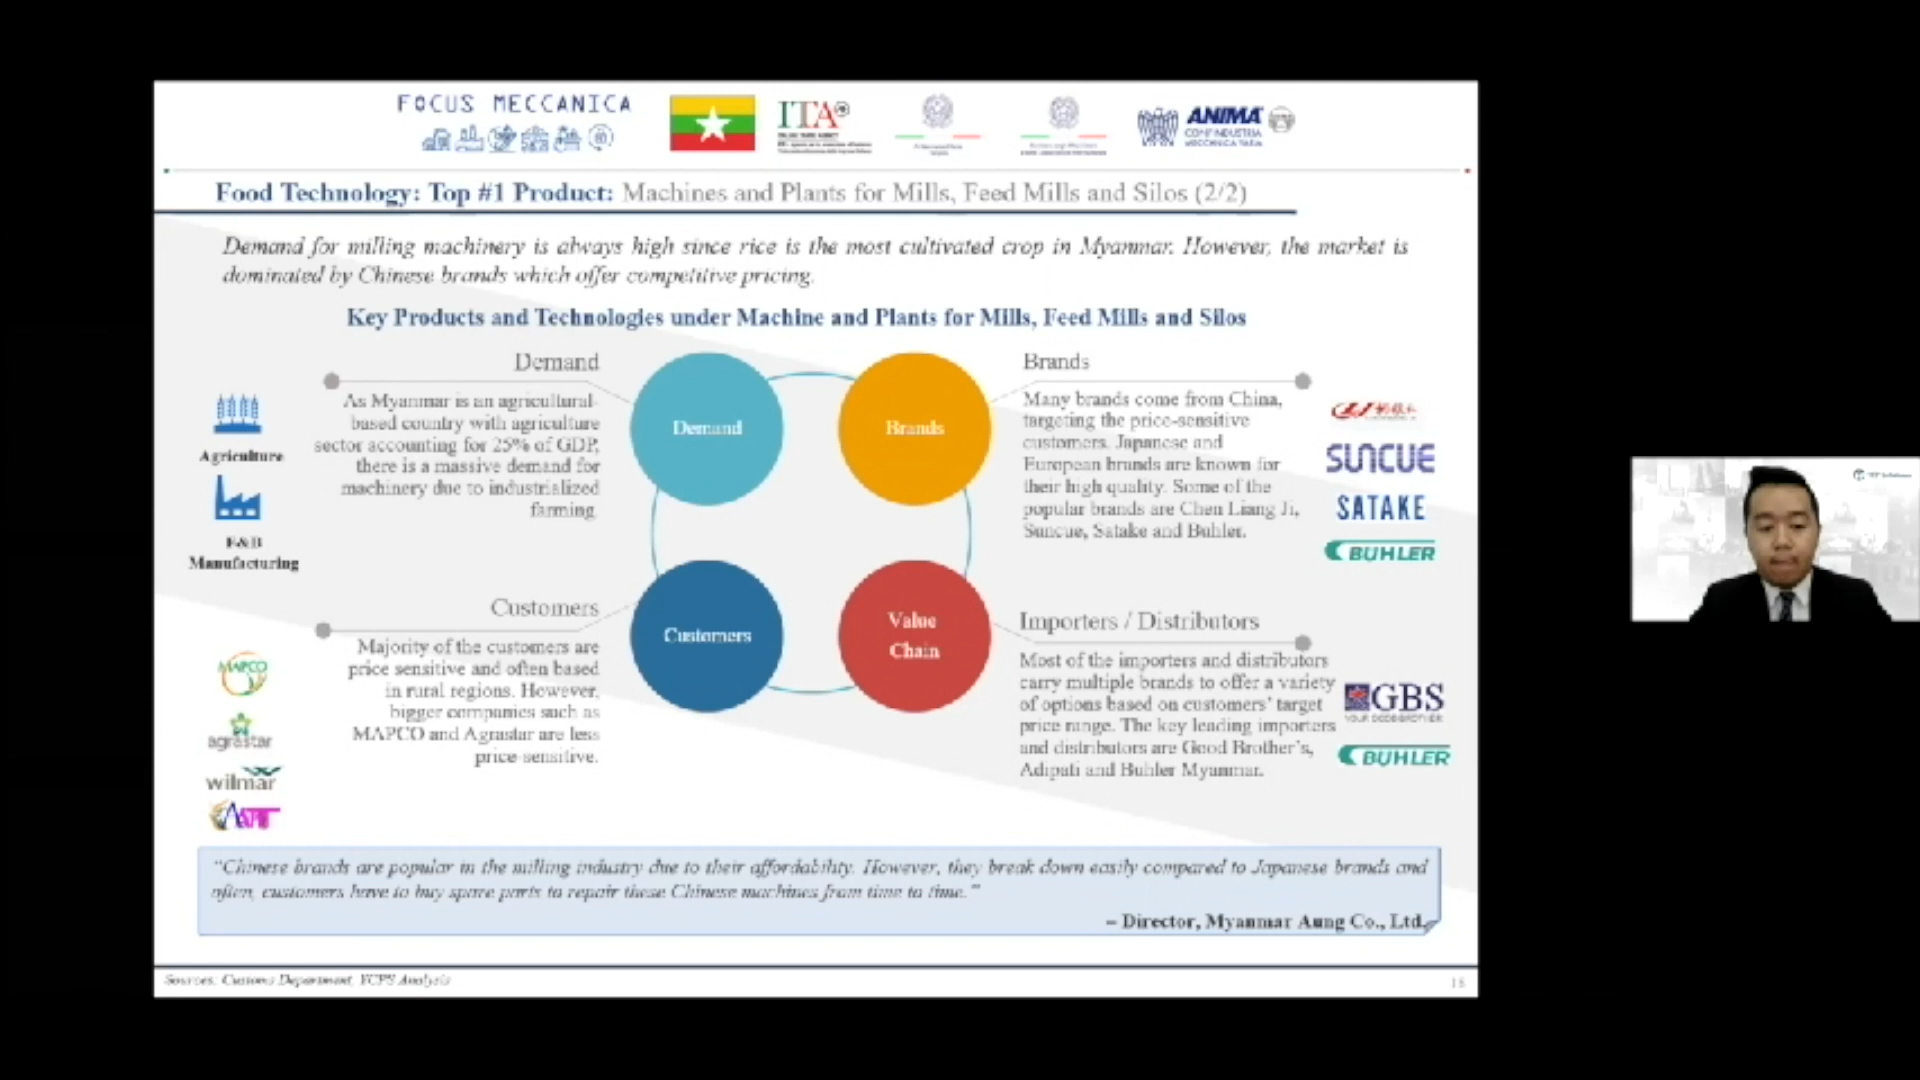 FOCUS MECCANICA
ITA
ANIMA
CONFINDUSTRIA
MECCANICA VARIA
Food Technology: Top #1 Product: Machines and Plants for Mills, Feed Mills and Silos (2/2)
Demand for milling machinery is always high since rice is the most cultivated crop in Myanmar. However, the market is
dominated by Chinese brands which offer competitive pricing.
Key Products and Technologies under Machine and Plants for Mills, Feed Mills and Silos
Demand
As Myanmar is an agricultural-
based country with agriculture
sector accounting for 25% of GDP,
there is a massive demand for
machinery due to industrialized
farming.
Agriculture
F&B
Manufacturing
Demand
Brands
Customers
Value
Chain
Brands
Many brands come from China,
targeting the price-sensitive
customers. Japanese and
European brands are known for
their high quality. Some of the
popular brands are Chen Liang Ji,
Suncue, Satake and Buhler.
SUNCUE
SATAKE
BUHLER
Customers
Majority of the customers are
price sensitive and often based
in rural regions. However,
bigger companies such as
MAPCO and Agrastar are less
price-sensitive.
MAPCO
agrastar
wilmar
Importers / Distributors
Most of the importers and distributors
carry multiple brands to offer a variety
of options based on customers' target
price range. The key leading importers
and distributors are Good Brother's,
Adipati and Buhler Myanmar.
GBS
YOUR GOOD BROTHER
BUHLER
"Chinese brands are popular in the milling industry due to their affordability. However, they break down easily compared to Japanese brands and
often, customers have to buy spare parts to repair these Chinese machines from time to time."
– Director, Myanmar Aung Co., Ltd.
Sources: Customs Department, YCPS Analysis